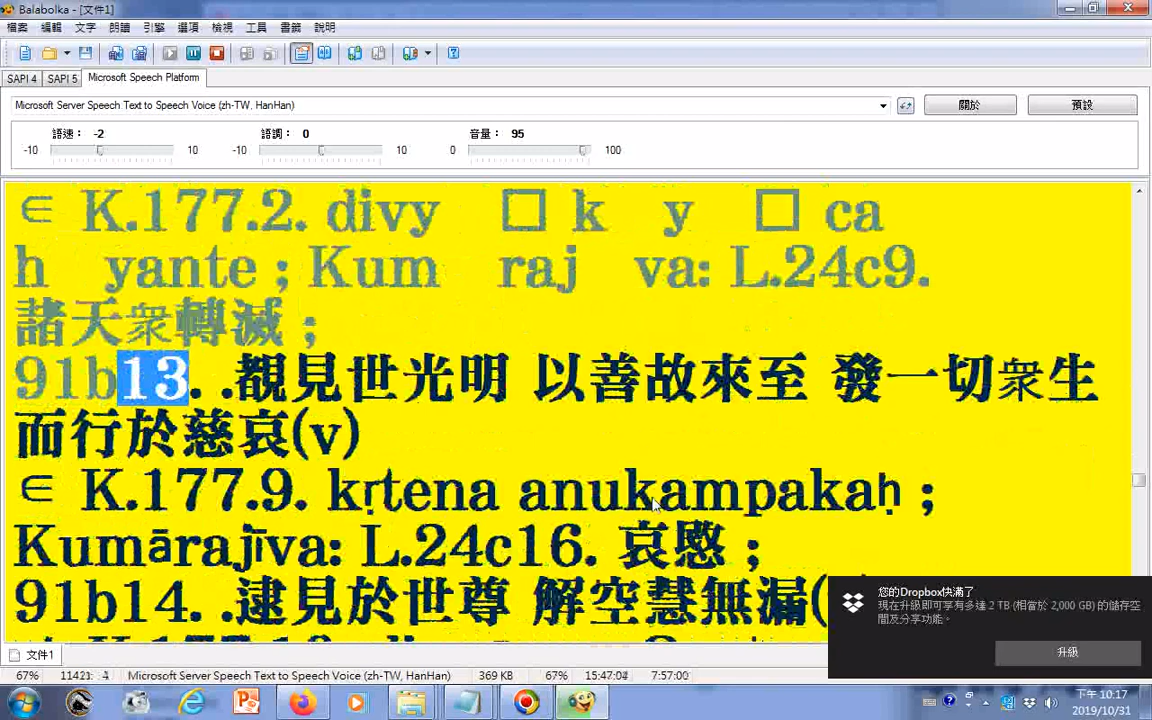 Balabolka - [文件1]
檔案 編輯 文字 朗讀 引擎 選項 檢視 工具 書籤 說明
SAPI 4 SAPI 5 Microsoft Speech Platform
Microsoft Server Speech Text to Speech Voice (zh-TW, HanHan) 關於 預設
語速： -2 語調： 0 音量： 95
-10 10 -10 10 0 100
∈ K.177.2. divy □ k y □ ca
h yante ; Kum raj va: L.24c9.
諸天衆轉減 ;
91b13. .覩見世光明 以善故來至 發一切衆生
而行於慈哀(v)
∈ K.177.9. kṛtena anukampakaḥ ;
Kumārajīva: L.24c16. 哀愍 ;
91b14. .逮見於世尊 解空慧無漏(
您的Dropbox快滿了
現在升級即可享有多達 2 TB (相當於 2,000 GB) 的儲存空
間及分享功能。
升級
文件1
67% 11421: 4 Microsoft Server Speech Text to Speech Voice (zh-TW, HanHan) 369 KB 67% 15:47:04 7:57:00
下午 10:17
2019/10/31